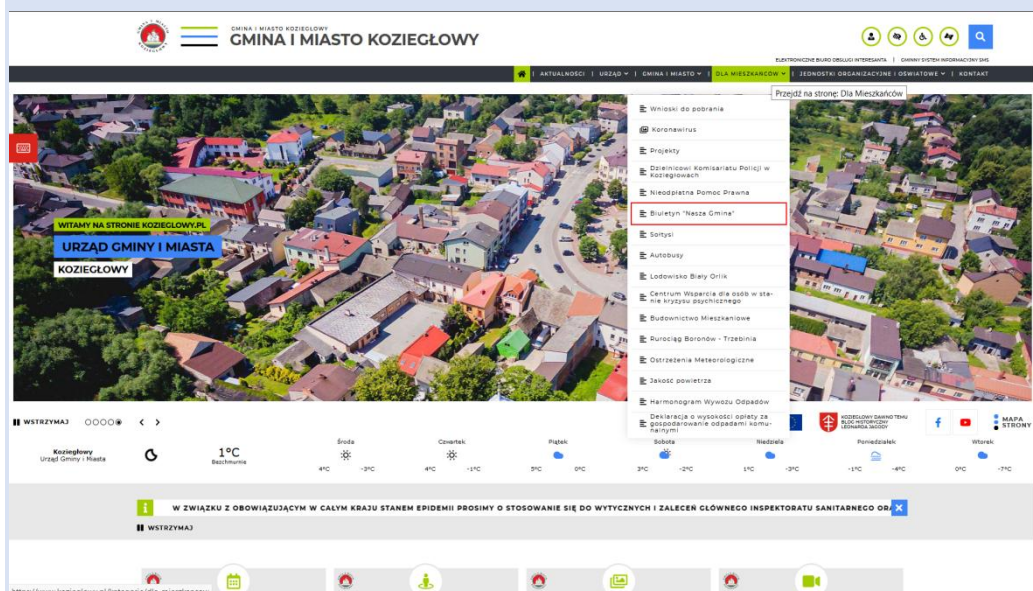 GMINA I MIASTO KOZIEGŁOWY
GMINA I MIASTO KOZIEGŁOWY
ELEKTRONICZNE BIURO OBSŁUGI INTERESANTA | GMINNY SYSTEM INFORMACYJNY SMS
| AKTUALNOŚCI | URZĄD | GMINA I MIASTO | DLA MIESZKAŃCÓW | JEDNOSTKI ORGANIZACYJNE I OŚWIATOWE | KONTAKT
Przejdź na stronę: Dla Mieszkańców
Wnioski do pobrania
Koronawirus
Projekty
Dzielnicowi Komisariatu Policji w
Koziegłowach
Nieodpłatna Pomoc Prawna
Biuletyn "Nasza Gmina"
Sołtysi
Autobusy
Lodowisko Biały Orlik
Centrum Wsparcia dla osób w sta-
nie kryzysu psychicznego
Budownictwo Mieszkaniowe
Rurociąg Boronów - Trzebinia
Ostrzeżenia Meteorologiczne
Jakość powietrza
Harmonogram Wywozu Odpadów
Deklaracja o wysokości opłaty za
gospodarowanie odpadami komu-
nalnymi
WITAMY NA STRONIE KOZIEGLOWY.PL
URZĄD GMINY I MIASTA
KOZIEGŁOWY
WSTRZYMAJ
KOZIEGŁOWY DAWNO TEMU
BLOG HISTORYCZNY
LEONARDA JAGODY
MAPA
STRONY
Koziegłowy
Urząd Gminy i Miasta
1°C
Bezchmurnie
Środa
4°C -3°C
Czwartek
4°C -1°C
Piątek
5°C 0°C
Sobota
3°C -2°C
Niedziela
1°C -3°C
Poniedziałek
-1°C -4°C
Wtorek
0°C -7°C
W ZWIĄZKU Z OBOWIĄZUJĄCYM W CAŁYM KRAJU STANEM EPIDEMII PROSIMY O STOSOWANIE SIĘ DO WYTYCZNYCH I ZALECEŃ GŁÓWNEGO INSPEKTORATU SANITARNEGO ORA
WSTRZYMAJ